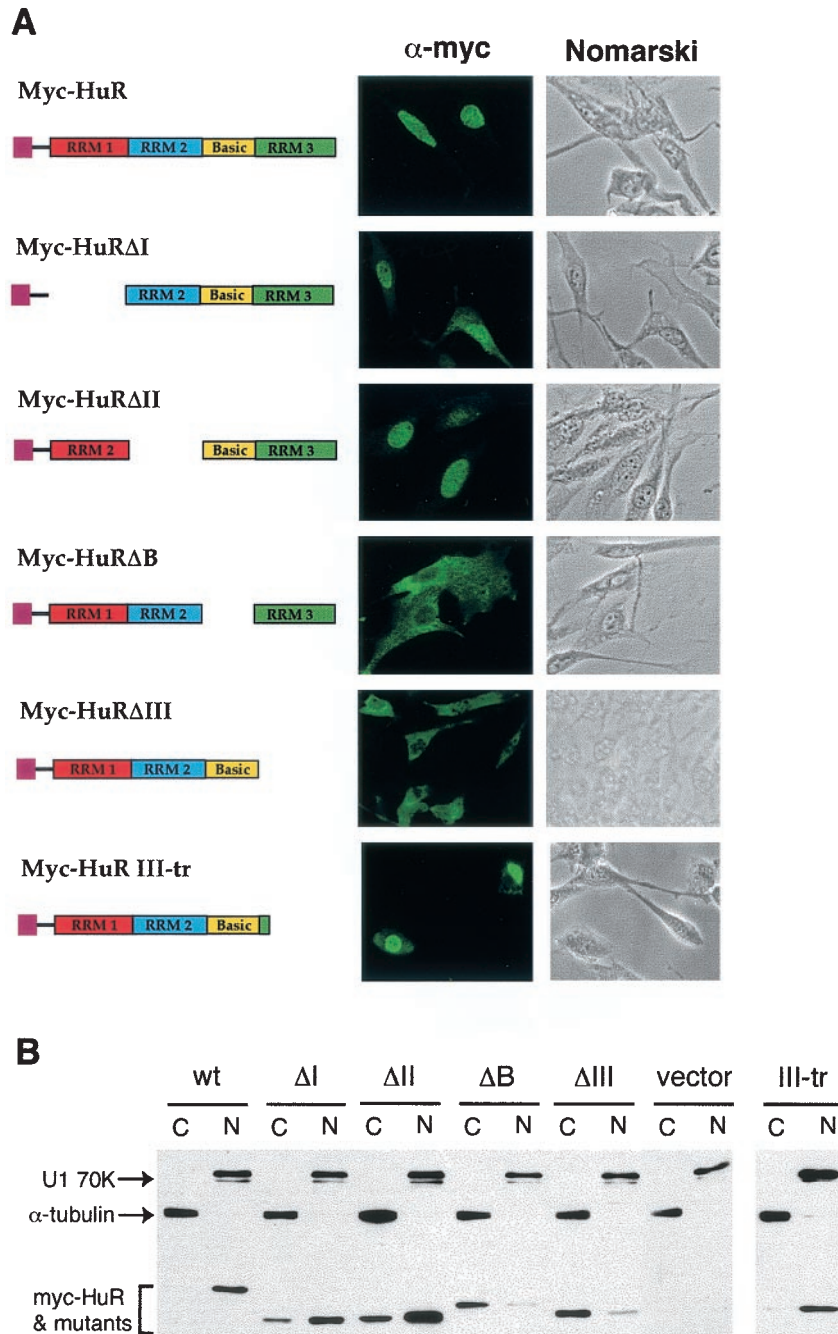 A
α-myc Nomarski
Myc-HuR
RRM 1 RRM 2 Basic RRM 3
Myc-HuRΔI
RRM 2 Basic RRM 3
Myc-HuRΔII
RRM 2 Basic RRM 3
Myc-HuRΔB
RRM 1 RRM 2 RRM 3
Myc-HuRΔIII
RRM 1 RRM 2 Basic
Myc-HuR III-tr
RRM 1 RRM 2 Basic
B
wt ΔI ΔII ΔB ΔIII vector III-tr
C N C N C N C N C N C N C N
U1 70K
α-tubulin
myc-HuR
& mutants